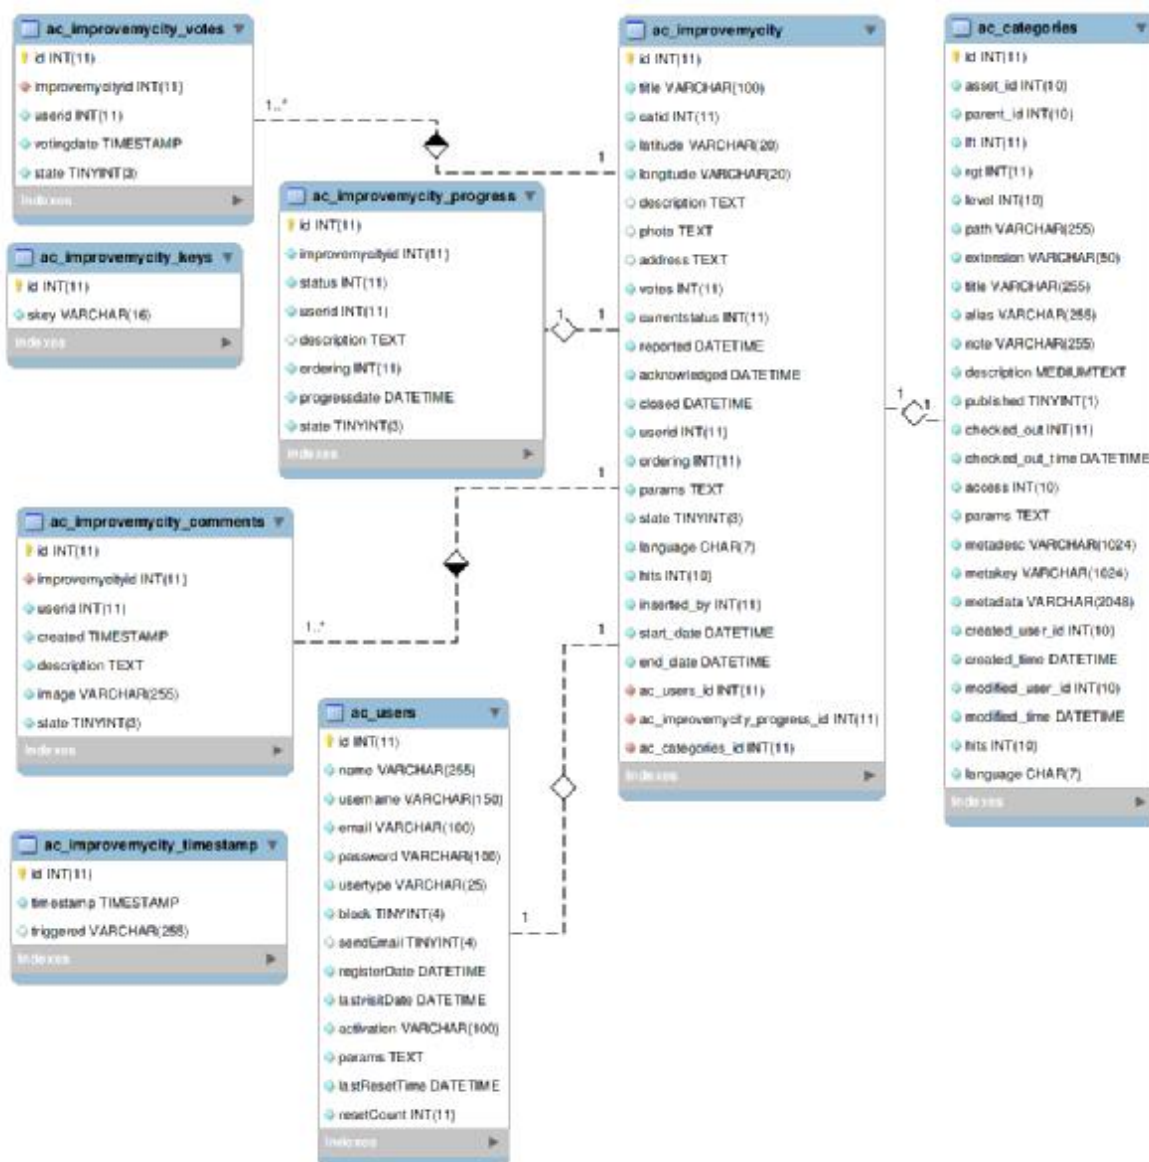 ac_improvemycity_votes
id INT(11)
improvemycityid INT(11)
userid INT(11)
votingdate TIMESTAMP
state TINYINT(3)
Indexes
ac_improvemycity_keys
id INT(11)
skey VARCHAR(16)
Indexes
ac_improvemycity_progress
id INT(11)
improvemycityid INT(11)
status INT(11)
userid INT(11)
description TEXT
ordering INT(11)
progressdate DATETIME
state TINYINT(3)
Indexes
ac_improvemycity_comments
id INT(11)
improvemycityid INT(11)
userid INT(11)
created TIMESTAMP
description TEXT
image VARCHAR(255)
state TINYINT(3)
Indexes
ac_improvemycity_timestamp
id INT(11)
timestamp TIMESTAMP
triggered VARCHAR(255)
Indexes
ac_users
id INT(11)
name VARCHAR(255)
username VARCHAR(150)
email VARCHAR(100)
password VARCHAR(100)
usertype VARCHAR(25)
block TINYINT(4)
sendEmail TINYINT(4)
registerDate DATETIME
lastvisitDate DATETIME
activation VARCHAR(100)
params TEXT
lastResetTime DATETIME
resetCount INT(11)
Indexes
1..*
1
1
1
1
1..*
1
1
ac_improvemycity
id INT(11)
title VARCHAR(100)
catid INT(11)
latitude VARCHAR(20)
longitude VARCHAR(20)
description TEXT
photo TEXT
address TEXT
votes INT(11)
currentstatus INT(11)
reported DATETIME
acknowledged DATETIME
closed DATETIME
userid INT(11)
ordering INT(11)
params TEXT
state TINYINT(3)
language CHAR(7)
hits INT(10)
inserted_by INT(11)
start_date DATETIME
end_date DATETIME
ac_users_id INT(11)
ac_improvemycity_progress_id INT(11)
ac_categories_id INT(11)
Indexes
1
1
ac_categories
id INT(11)
asset_id INT(10)
parent_id INT(10)
lft INT(11)
rgt INT(11)
level INT(10)
path VARCHAR(255)
extension VARCHAR(50)
title VARCHAR(255)
alias VARCHAR(255)
note VARCHAR(255)
description MEDIUMTEXT
published TINYINT(1)
checked_out INT(11)
checked_out_time DATETIME
access INT(10)
params TEXT
metadesc VARCHAR(1024)
metakey VARCHAR(1024)
metadata VARCHAR(2048)
created_user_id INT(10)
created_time DATETIME
modified_user_id INT(10)
modified_time DATETIME
hits INT(10)
language CHAR(7)
Indexes